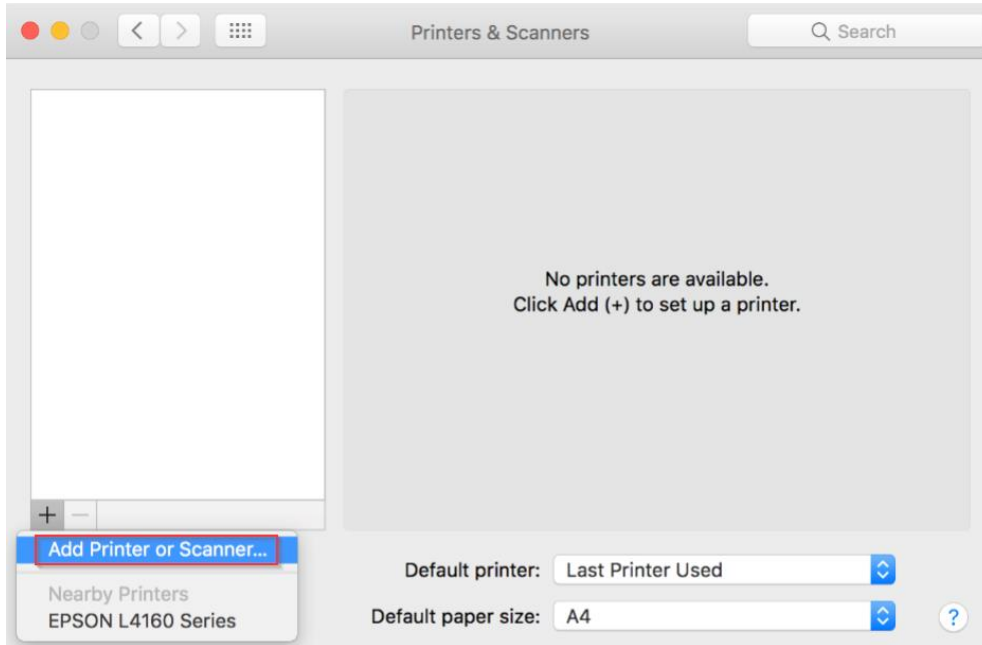 Printers & Scanners
Search
No printers are available.
Click Add (+) to set up a printer.
Add Printer or Scanner...
Nearby Printers
EPSON L4160 Series
Default printer: Last Printer Used
Default paper size: A4
?